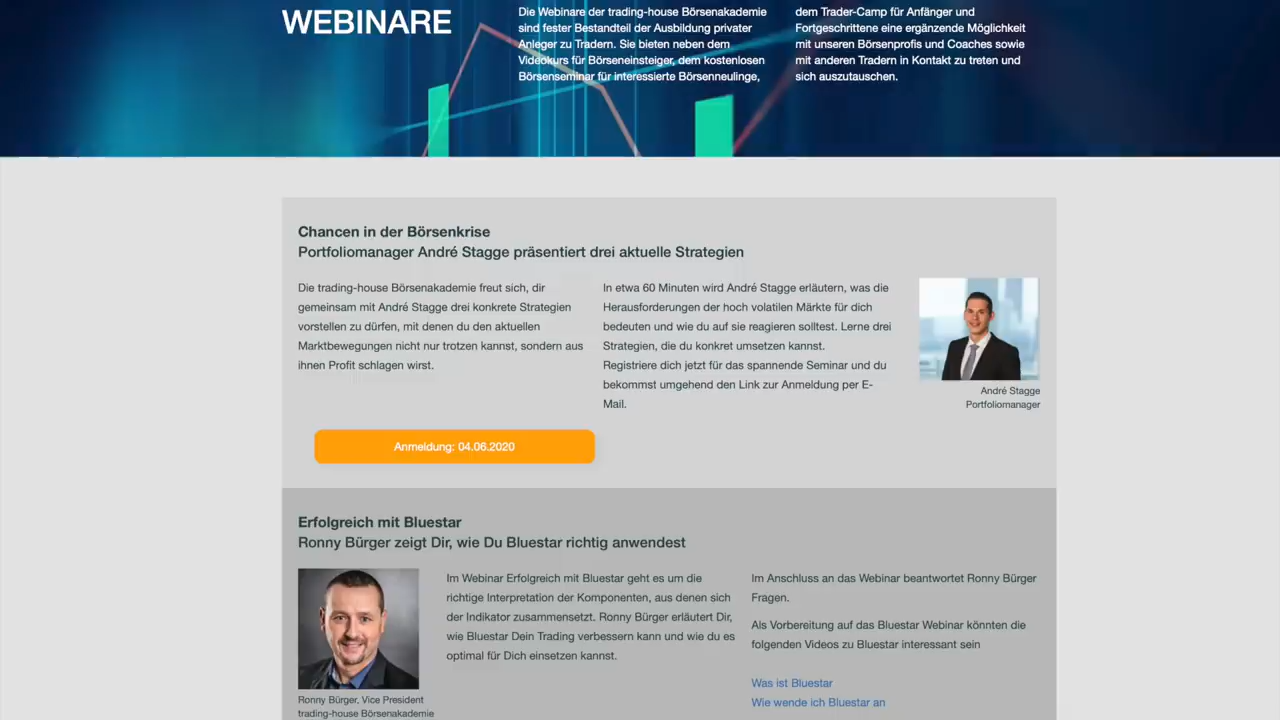 WEBINARE
Die Webinare der trading-house Börsenakademie
sind fester Bestandteil der Ausbildung privater
Anleger zu Tradern. Sie bieten neben dem
Videokurs für Börseneinsteiger, dem kostenlosen
Börsenseminar für interessierte Börsenneulinge,
dem Trader-Camp für Anfänger und
Fortgeschrittene eine ergänzende Möglichkeit
mit unseren Börsenprofis und Coaches sowie
mit anderen Tradern in Kontakt zu treten und
sich auszutauschen.
Chancen in der Börsenkrise
Portfoliomanager André Stagge präsentiert drei aktuelle Strategien
Die trading-house Börsenakademie freut sich, dir
gemeinsam mit André Stagge drei konkrete Strategien
vorstellen zu dürfen, mit denen du den aktuellen
Marktbewegungen nicht nur trotzen kannst, sondern aus
ihnen Profit schlagen wirst.
In etwa 60 Minuten wird André Stagge erläutern, was die
Herausforderungen der hoch volatilen Märkte für dich
bedeuten und wie du auf sie reagieren solltest. Lerne drei
Strategien, die du konkret umsetzen kannst.
Registriere dich jetzt für das spannende Seminar und du
bekommst umgehend den Link zur Anmeldung per E-
Mail.
André Stagge
Portfoliomanager
Anmeldung: 04.06.2020
Erfolgreich mit Bluestar
Ronny Bürger zeigt Dir, wie Du Bluestar richtig anwendest
Ronny Bürger, Vice President
trading-house Börsenakademie
Im Webinar Erfolgreich mit Bluestar geht es um die
richtige Interpretation der Komponenten, aus denen sich
der Indikator zusammensetzt. Ronny Bürger erläutert Dir,
wie Bluestar Dein Trading verbessern kann und wie du es
optimal für Dich einsetzen kannst.
Im Anschluss an das Webinar beantwortet Ronny Bürger
Fragen.
Als Vorbereitung auf das Bluestar Webinar könnten die
folgenden Videos zu Bluestar interessant sein
Was ist Bluestar
Wie wende ich Bluestar an